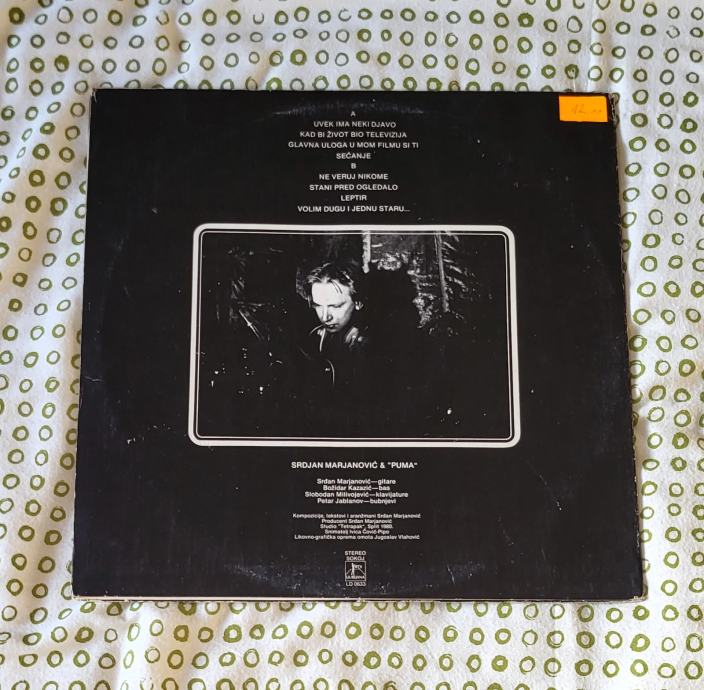 12,--
A
UVEK IMA NEKI DJAVO
KAD BI ŽIVOT BIO TELEVIZIJA
GLAVNA ULOGA U MOM FILMU SI TI
SEĆANJE
B
NE VERUJ NIKOME
STANI PRED OGLEDALO
LEPTIR
VOLIM DUGU I JEDNU STARU...
SRDJAN MARJANOVIĆ & "PUMA"
Srđan Marjanović—gitare
Božidar Kazazić—bas
Slobodan Milivojević—klavijature
Petar Jablanov—bubnjevi
Kompozicije, tekstovi i aranžmani Srđan Marjanović
Producent Srđan Marjanović
Studio "Tetrapak", Split 1980.
Snimatelj Ivica Čović-Pipo
Likovno-grafička oprema omota Jugoslav Vlahović
STEREO
SOKOJ
RTV
LJUBLJANA
LD 0633